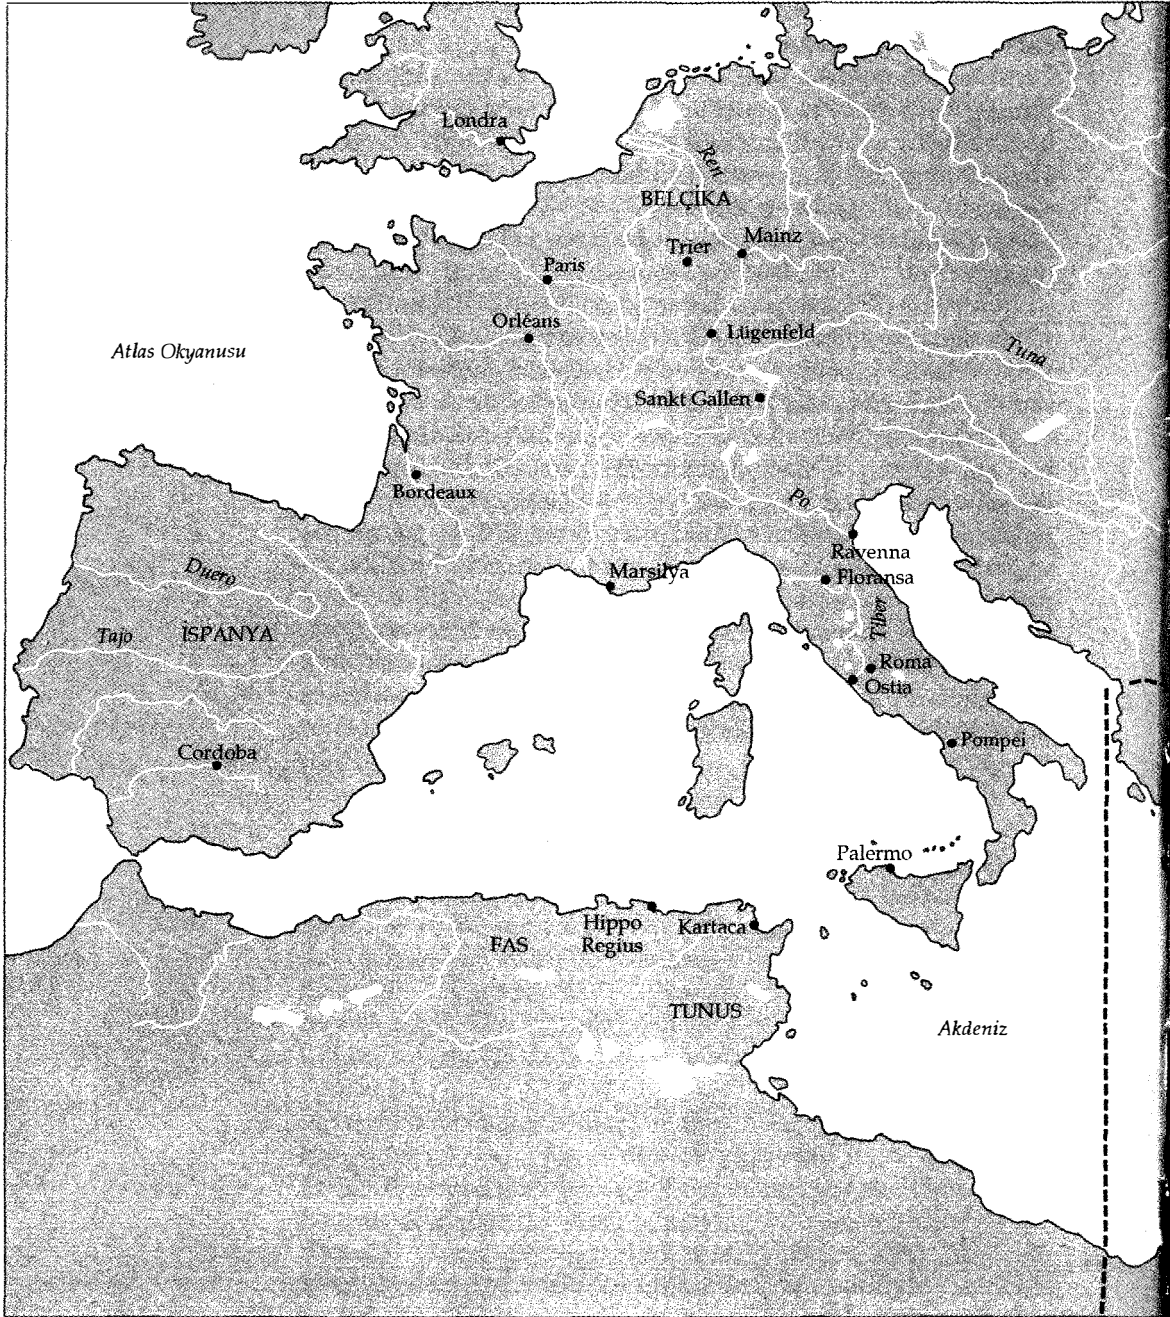 Londra
Ren
BELÇİKA
Mainz
Trier
Paris
Orléans
Lügenfeld
Atlas Okyanusu
Tuna
Sankt Gallen
Bordeaux
Po
Ravenna
Marsilya
Floransa
Duero
Tiber
Tajo
İSPANYA
Roma
Ostia
Cordoba
Pompei
Palermo
Hippo
Regius
Kartaca
FAS
TUNUS
Akdeniz